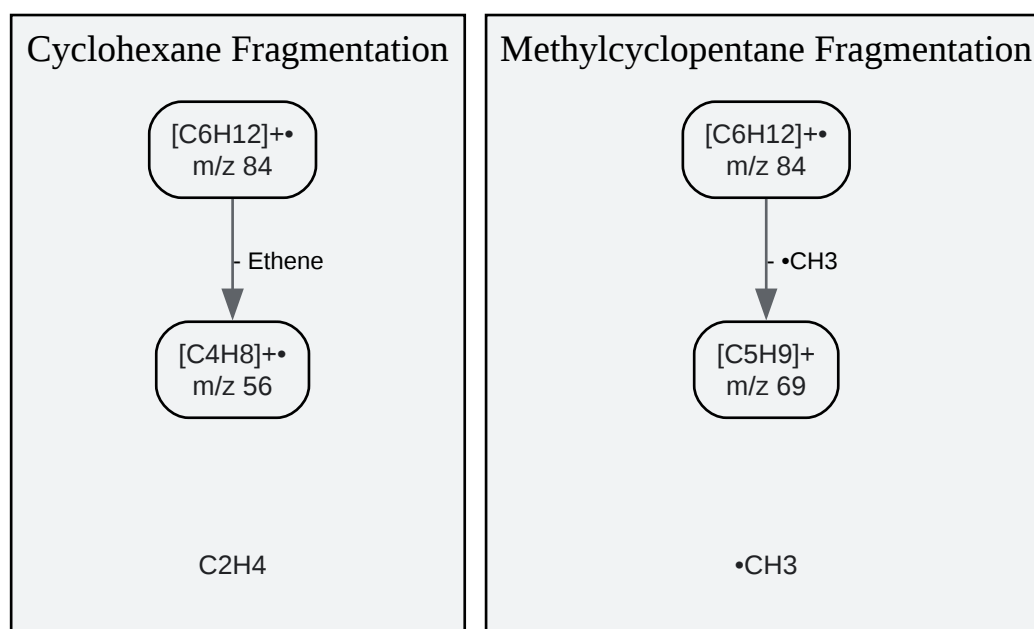 Cyclohexane Fragmentation
[C6H12]+•
m/z 84
- Ethene
[C4H8]+•
m/z 56
C2H4
Methylcyclopentane Fragmentation
[C6H12]+•
m/z 84
- •CH3
[C5H9]+
m/z 69
•CH3